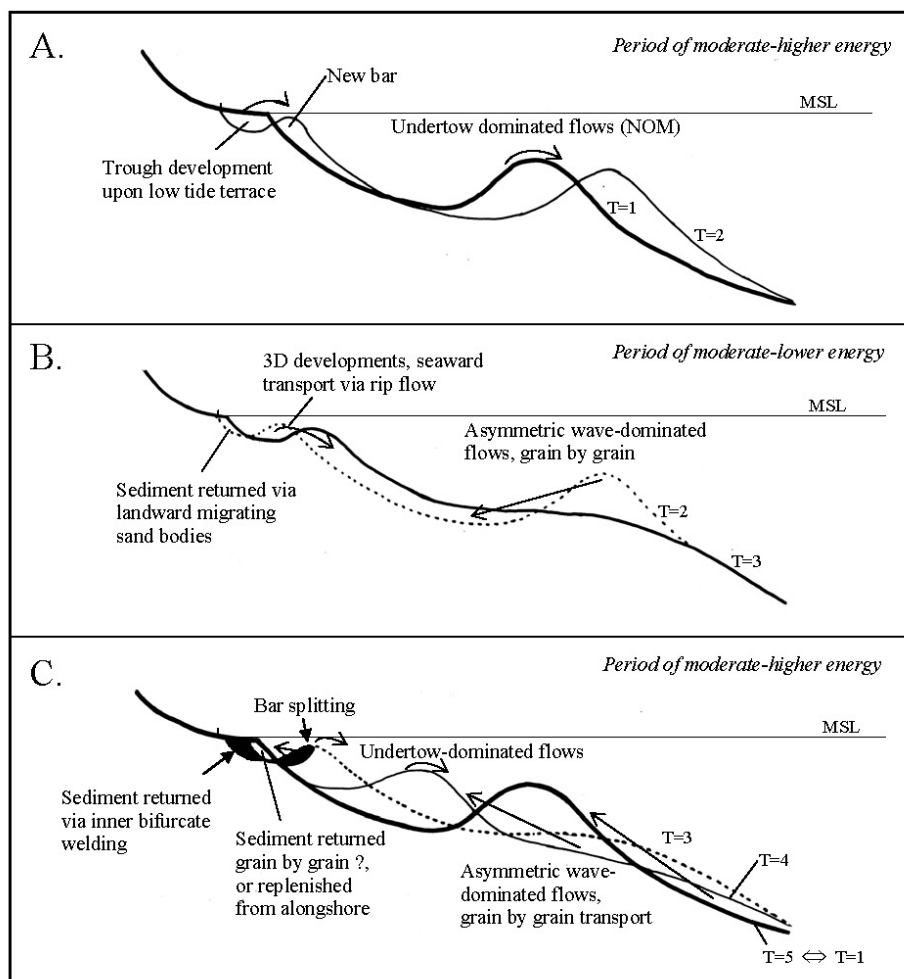 A.
Period of moderate-higher energy
New bar
MSL
Undertow dominated flows (NOM)
Trough development
upon low tide terrace
T=1
T=2
B.
Period of moderate-lower energy
3D developments, seaward
transport via rip flow
MSL
Asymmetric wave-dominated
flows, grain by grain
Sediment returned via
landward migrating
sand bodies
T=2
T=3
C.
Period of moderate-higher energy
Bar splitting
MSL
Undertow-dominated flows
Sediment returned
via inner bifurcate
welding
Sediment returned
grain by grain ?,
or replenished
from alongshore
Asymmetric wave-
dominated flows,
grain by grain transport
T=3
T=4
T=5 ⇔ T=1